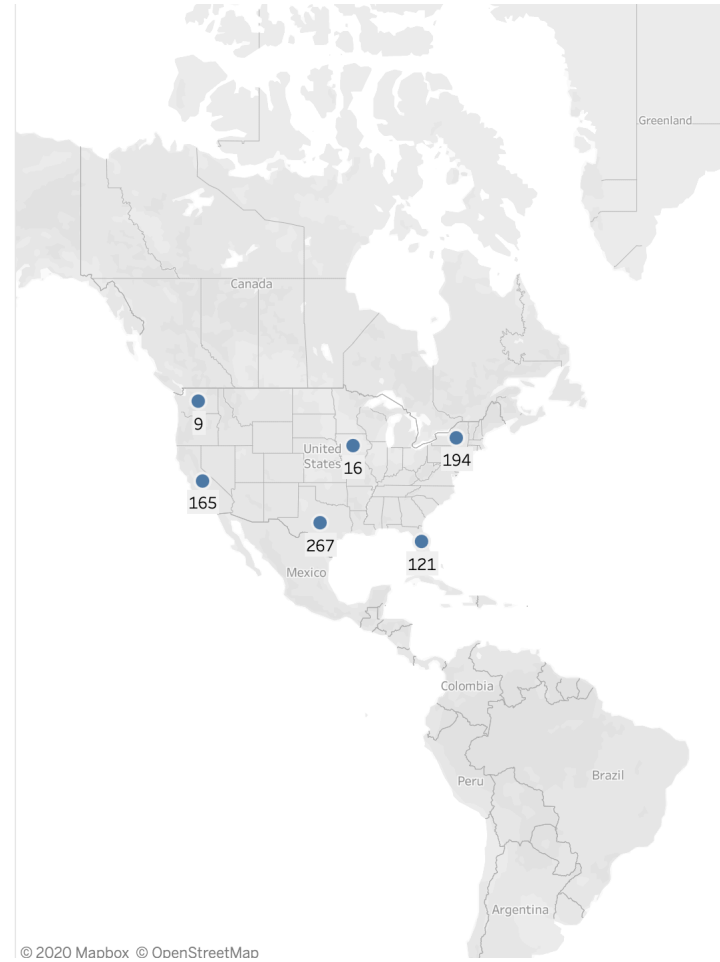 Greenland
Canada
9
United
States
16
194
165
267
121
Mexico
Colombia
Peru
Brazil
Argentina
© 2020 Mapbox © OpenStreetMap